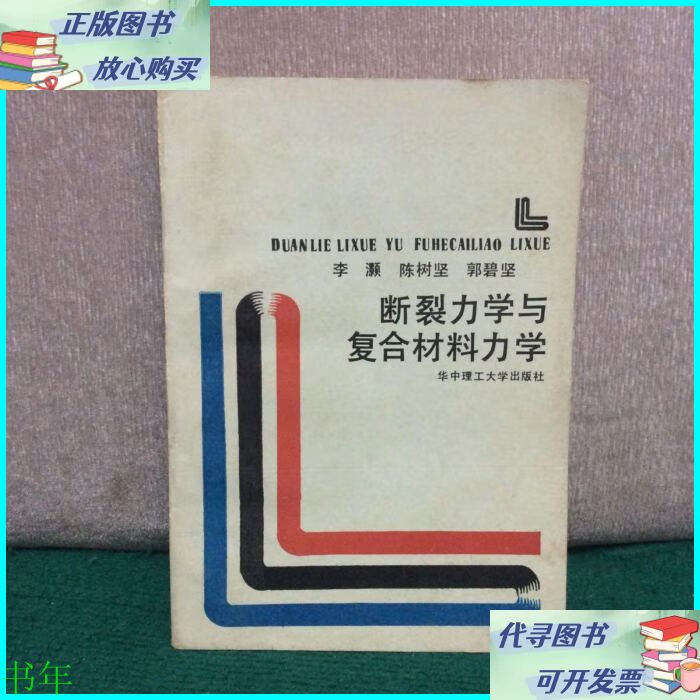 正版图书
放心购买
DUANLIE LIXUE YU FUHECAILIAO LIXUE
李灏 陈树坚 郭碧坚
断裂力学与
复合材料力学
华中理工大学出版社
代寻图书
可开发票
书年